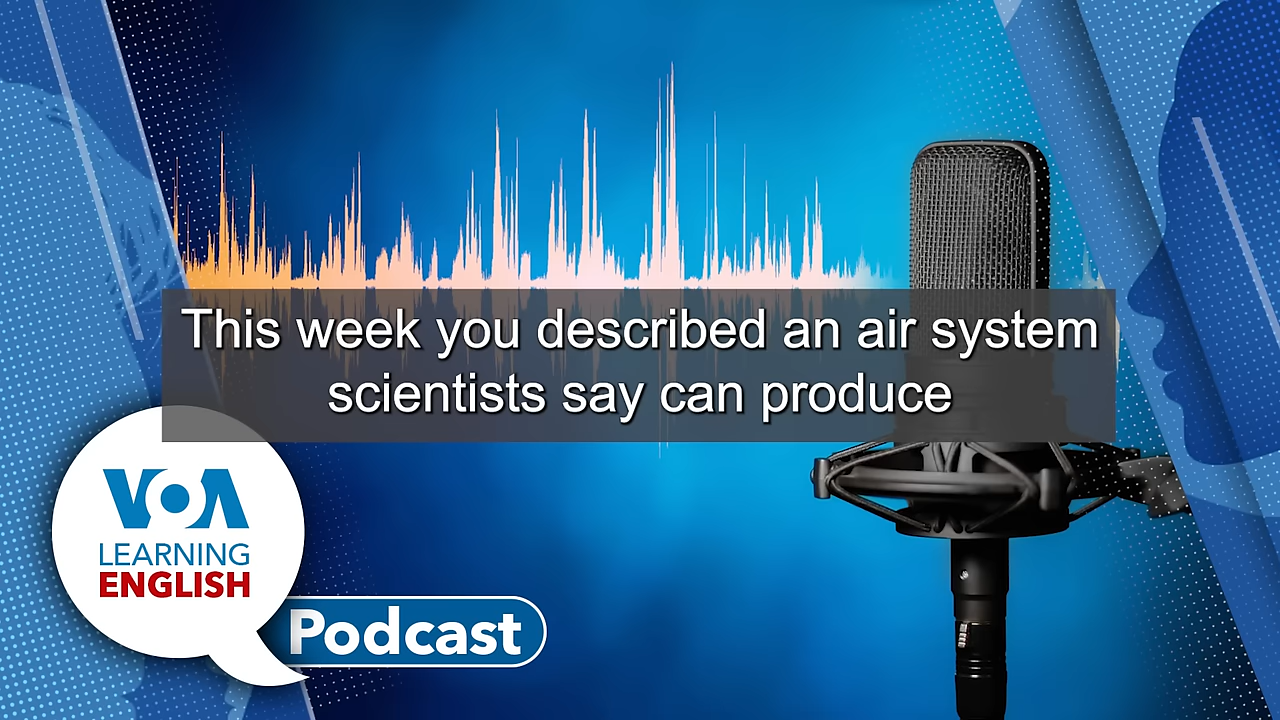 This week you described an air system
scientists say can produce
VOA
LEARNING
ENGLISH
Podcast